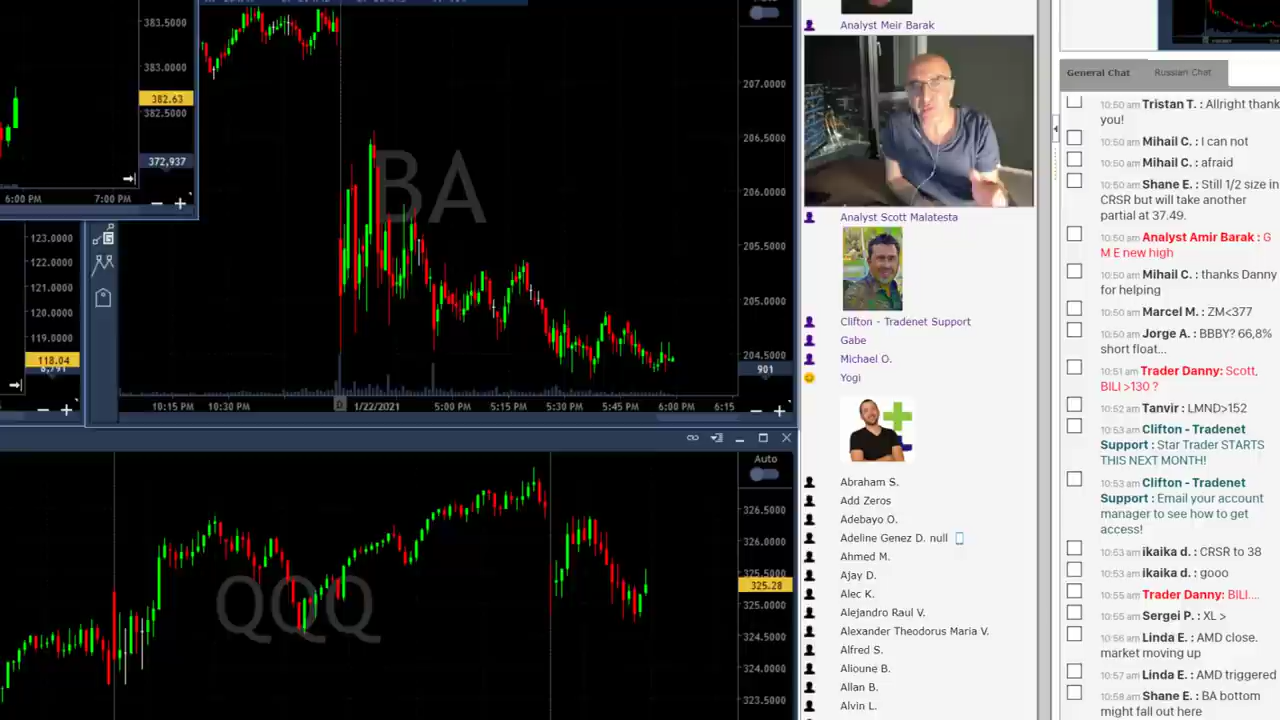 381.5000
383.0000
382.63
382.5000
372,937
6:00 PM
7:00 PM
123.0000
122.0000
121.0000
120.0000
119.0000
118.04
BA
207.0000
206.5000
206.0000
205.5000
205.0000
204.5000
901
10:15 PM
10:30 PM
D
1/22/2021
5:00 PM
5:15 PM
5:30 PM
5:45 PM
6:00 PM
6:15
Auto
QQQ
326.5000
326.0000
325.28
325.0000
324.5000
324.0000
323.5000
Analyst Meir Barak
Analyst Scott Malatesta
Clifton - Tradenet Support
Gabe
Michael O.
Yogi
Abraham S.
Add Zeros
Adebayo O.
Adeline Genez D. null
Ahmed M.
Ajay D.
Alec K.
Alejandro Raul V.
Alexander Theodorus Maria V.
Alfred S.
Alioune B.
Allan B.
Alvin L.
General Chat
Russian Chat
10:50 am Tristan T. : Allright thank
you!
10:50 am Mihail C. : I can not
10:50 am Mihail C. : afraid
10:50 am Shane E. : Still 1/2 size in
CRSR but will take another
partial at 37.49.
10:50 am Analyst Amir Barak : G
M E new high
10:50 am Mihail C. : thanks Danny
for helping
10:50 am Marcel M. : ZM<377
10:50 am Jorge A. : BBBY? 66,8%
short float...
10:51 am Trader Danny: Scott,
BILI >130 ?
10:52 am Tanvir : LMND>152
10:53 am Clifton - Tradenet
Support : Star Trader STARTS
THIS NEXT MONTH!
10:53 am Clifton - Tradenet
Support : Email your account
manager to see how to get
access!
10:53 am ikaika d. : CRSR to 38
10:53 am ikaika d. : gooo
10:55 am Trader Danny: BILI....
10:55 am Sergei P. : XL >
10:56 am Linda E. : AMD close.
market moving up
10:57 am Linda E. : AMD triggered
10:58 am Shane E. : BA bottom
might fall out here